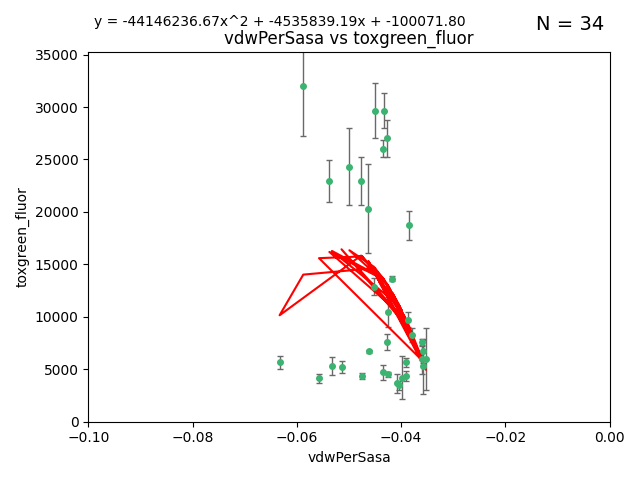 y = -44146236.67x^2 + -4535839.19x + -100071.80
N = 34
vdwPerSasa vs toxgreen_fluor
35000
30000
25000
20000
15000
10000
5000
0
toxgreen_fluor
−0.10
−0.08
−0.06
−0.04
−0.02
0.00
vdwPerSasa